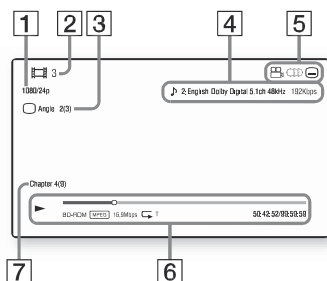 1 2 3 4 5
3
1080/24p
2: English Dolby Digital 5.1ch 48kHz 192Kbps
Angle 2(3)
Chapter 4(9)
BD-ROM MPEG 16.9Mbps T 50:42:52/99:59:59
7 6